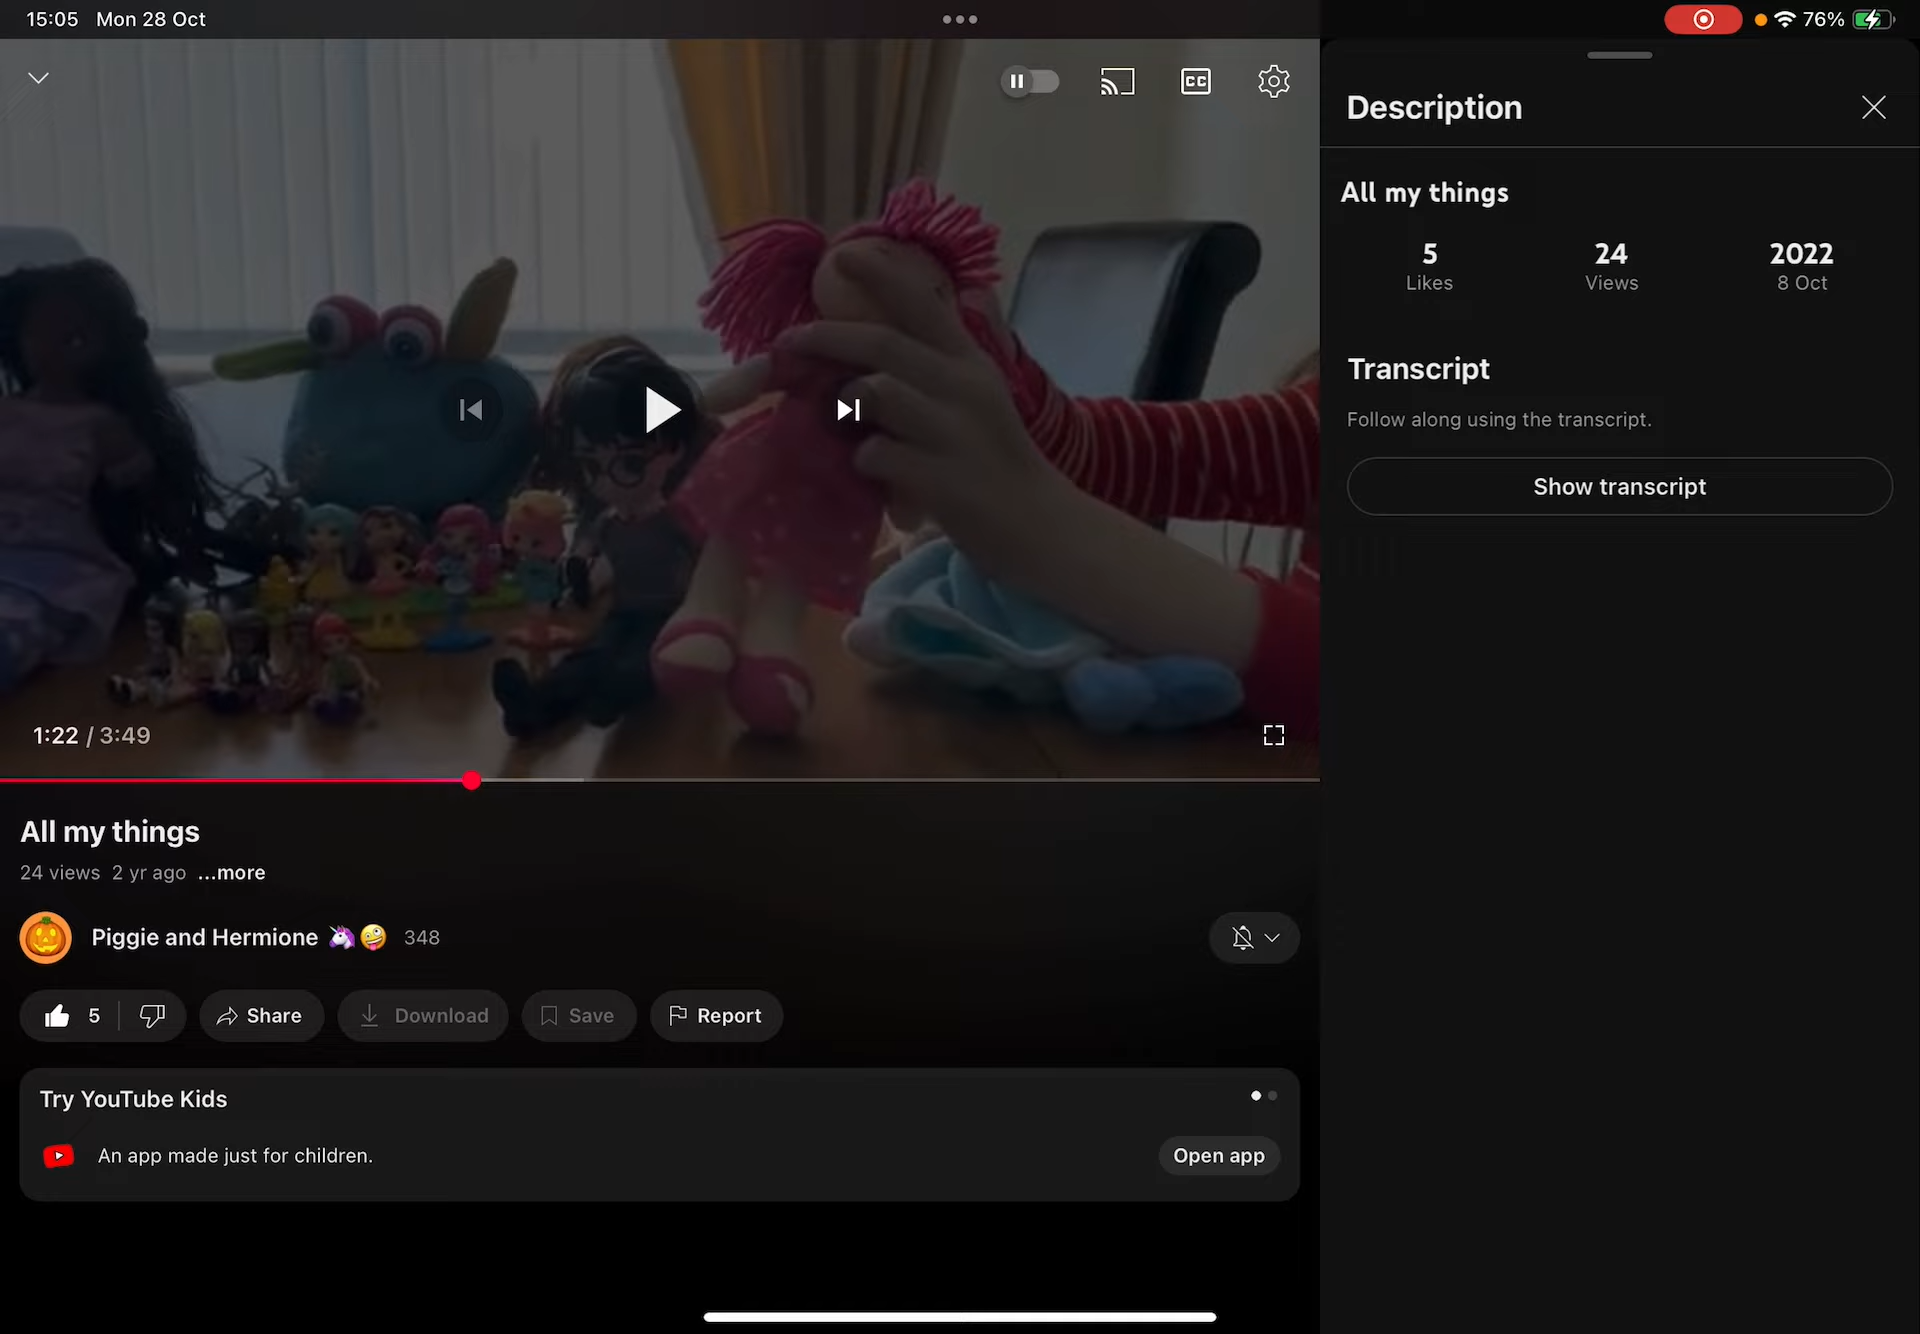 15:05 Mon 28 Oct
76%
CC
1:22 / 3:49
All my things
24 views 2 yr ago ...more
Piggie and Hermione 🦄🤪 348
5
Share
Download
Save
Report
Try YouTube Kids
An app made just for children.
Open app
Description
All my things
5 24 2022
Likes Views 8 Oct
Transcript
Follow along using the transcript.
Show transcript